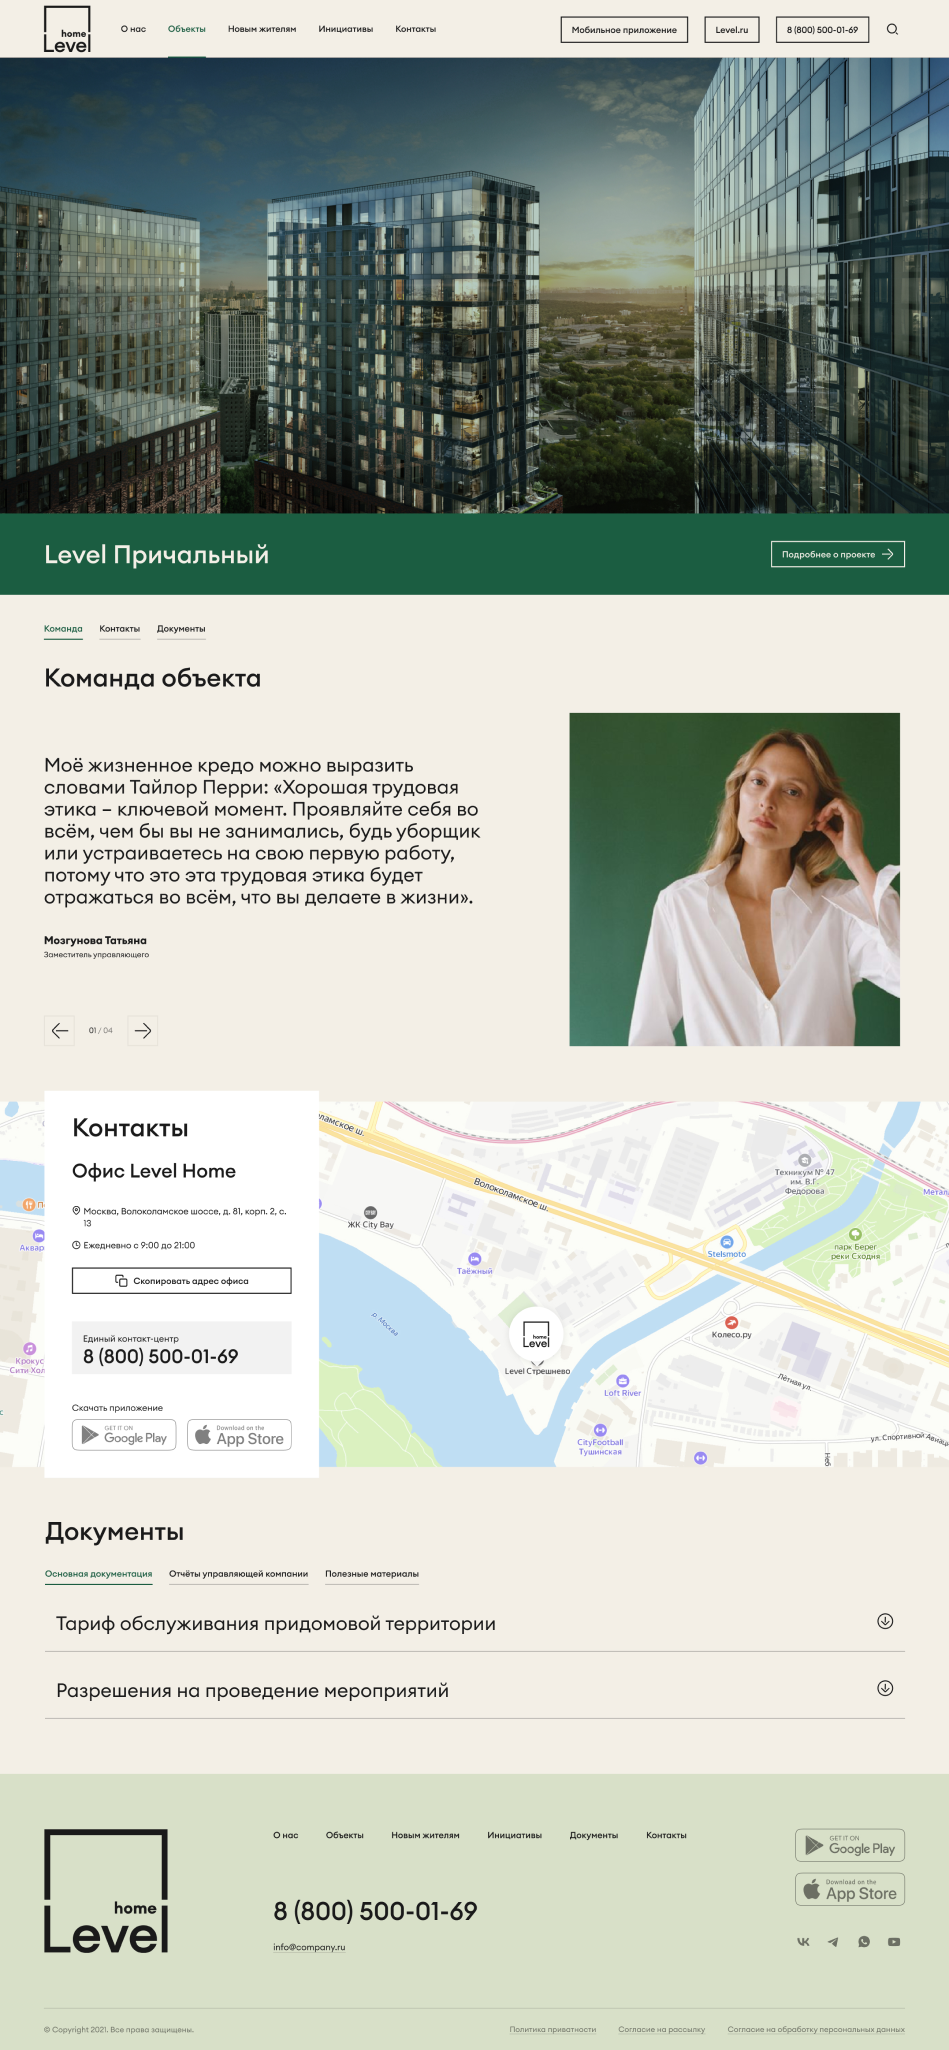 home
Level
О нас
Объекты
Новым жителям
Инициативы
Контакты
Мобильное приложение
Level.ru
8 (800) 500-01-69
Level Причальный
Подробнее о проекте
Команда
Контакты
Документы
Команда объекта
Моё жизненное кредо можно выразить
словами Тайлор Перри: «Хорошая трудовая
этика – ключевой момент. Проявляйте себя во
всём, чем бы вы не занимались, будь уборщик
или устраиваетесь на свою первую работу,
потому что это эта трудовая этика будет
отражаться во всём, что вы делаете в жизни».
Мозгунова Татьяна
Заместитель управляющего
01 / 04
Контакты
Офис Level Home
Москва, Волоколамское шоссе, д. 81, корп. 2, с.
13
Ежедневно с 9:00 до 21:00
Скопировать адрес офиса
Единый контакт-центр
8 (800) 500-01-69
Скачать приложение
GET IT ON
Google Play
Download on the
App Store
Аквар
Крокус
Сити Хол
ламское ш.
Волоколамское ш.
ЖК City Bay
Таёжный
р. Москва
home
Level
Level Стрешнево
Loft River
CityFootball
Тушинская
Stelsmoto
Колесо.ру
Лётная ул.
Техникум № 47
им. В.Г.
Федорова
парк Берег
реки Сходня
Метал
ул. Спортивной Авиац
Документы
Основная документация
Отчёты управляющей компании
Полезные материалы
Тариф обслуживания придомовой территории
Разрешения на проведение мероприятий
home
Level
О нас
Объекты
Новым жителям
Инициативы
Документы
Контакты
8 (800) 500-01-69
info@company.ru
GET IT ON
Google Play
Download on the
App Store
© Copyright 2021. Все права защищены.
Политика приватности
Согласие на рассылку
Согласие на обработку персональных данных